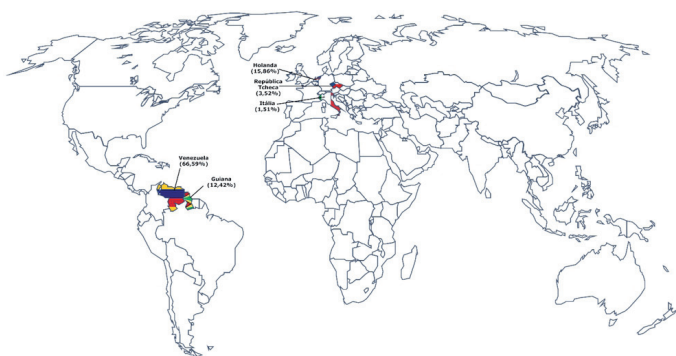 Holanda
(15,86%)
República
Tcheca
(3,52%)
Itália
(1,51%)
Venezuela
(66,59%)
Guiana
(12,42%)